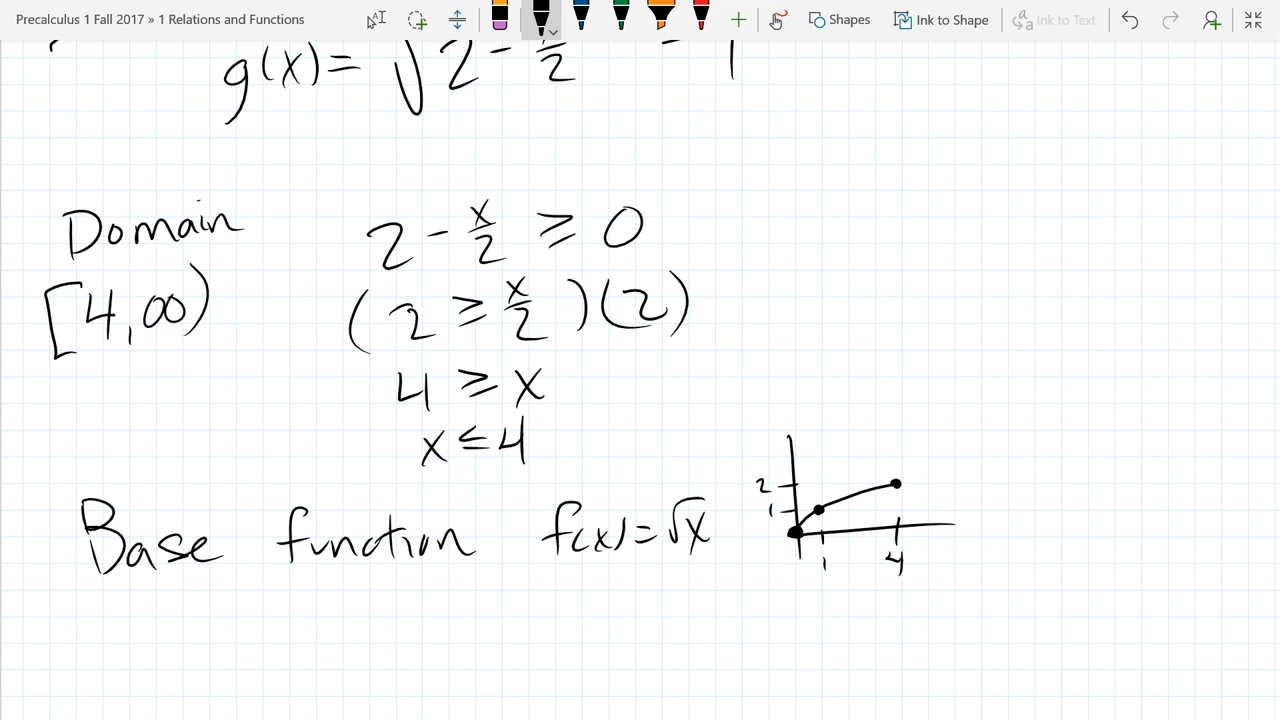 Precalculus 1 Fall 2017 » 1 Relations and Functions
Shapes
Ink to Shape
Ink to Text
g(x) = √2 - x/2 - 1
Domain
2 - x/2 ≥ 0
[4,∞)
(2 ≥ x/2)(2)
4 ≥ x
x ≤ 4
Base function f(x) = √x
2
1
1
4